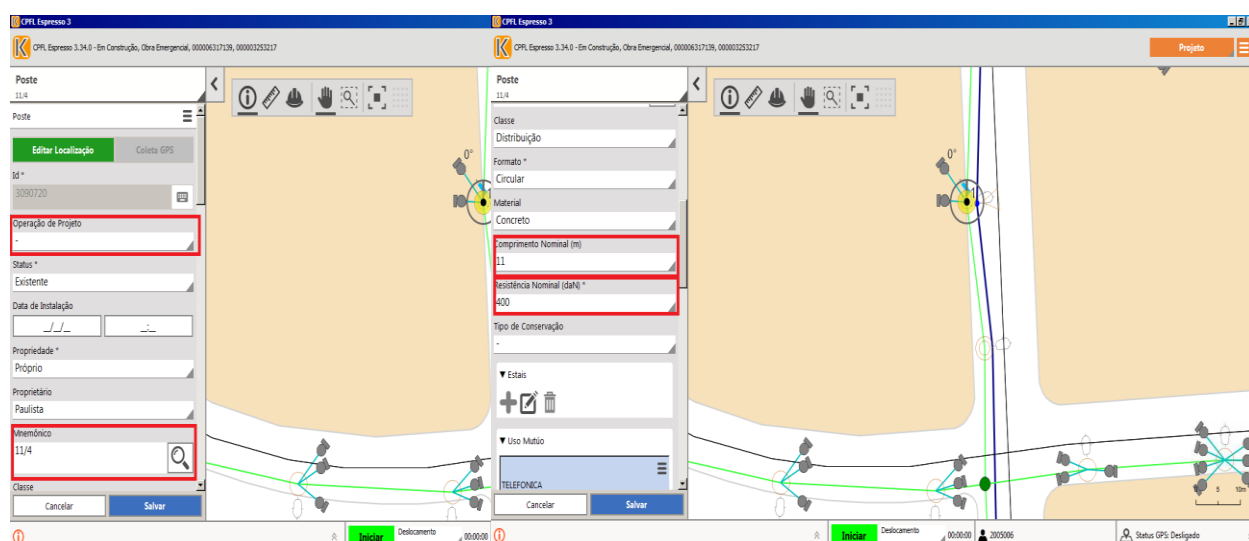 CPFL Espresso 3
CPFL Espresso 3.34.0 - Em Construção, Obra Emergencial, 000006317139, 000003253217
Poste
11/4
Poste
Editar Localização Coleta GPS
Id *
3090720
Operação de Projeto
-
Status *
Existente
Data de Instalação
_/_/_ _:_
Propriedade *
Próprio
Proprietário
Paulista
Mnemônico
11/4
Classe
Cancelar Salvar
0°
Iniciar Deslocamento 00:00:00
CPFL Espresso 3
CPFL Espresso 3.34.0 - Em Construção, Obra Emergencial, 000006317139, 000003253217
Projeto
Poste
11/4
Classe
Distribuição
Formato *
Circular
Material
Concreto
Comprimento Nominal (m)
11
Resistência Nominal (daN) *
400
Tipo de Conservação
-
Estais
Uso Mutúo
TELEFONICA
Cancelar Salvar
0°
5 10m
Iniciar Deslocamento 00:00:00 2005006 Status GPS: Desligado